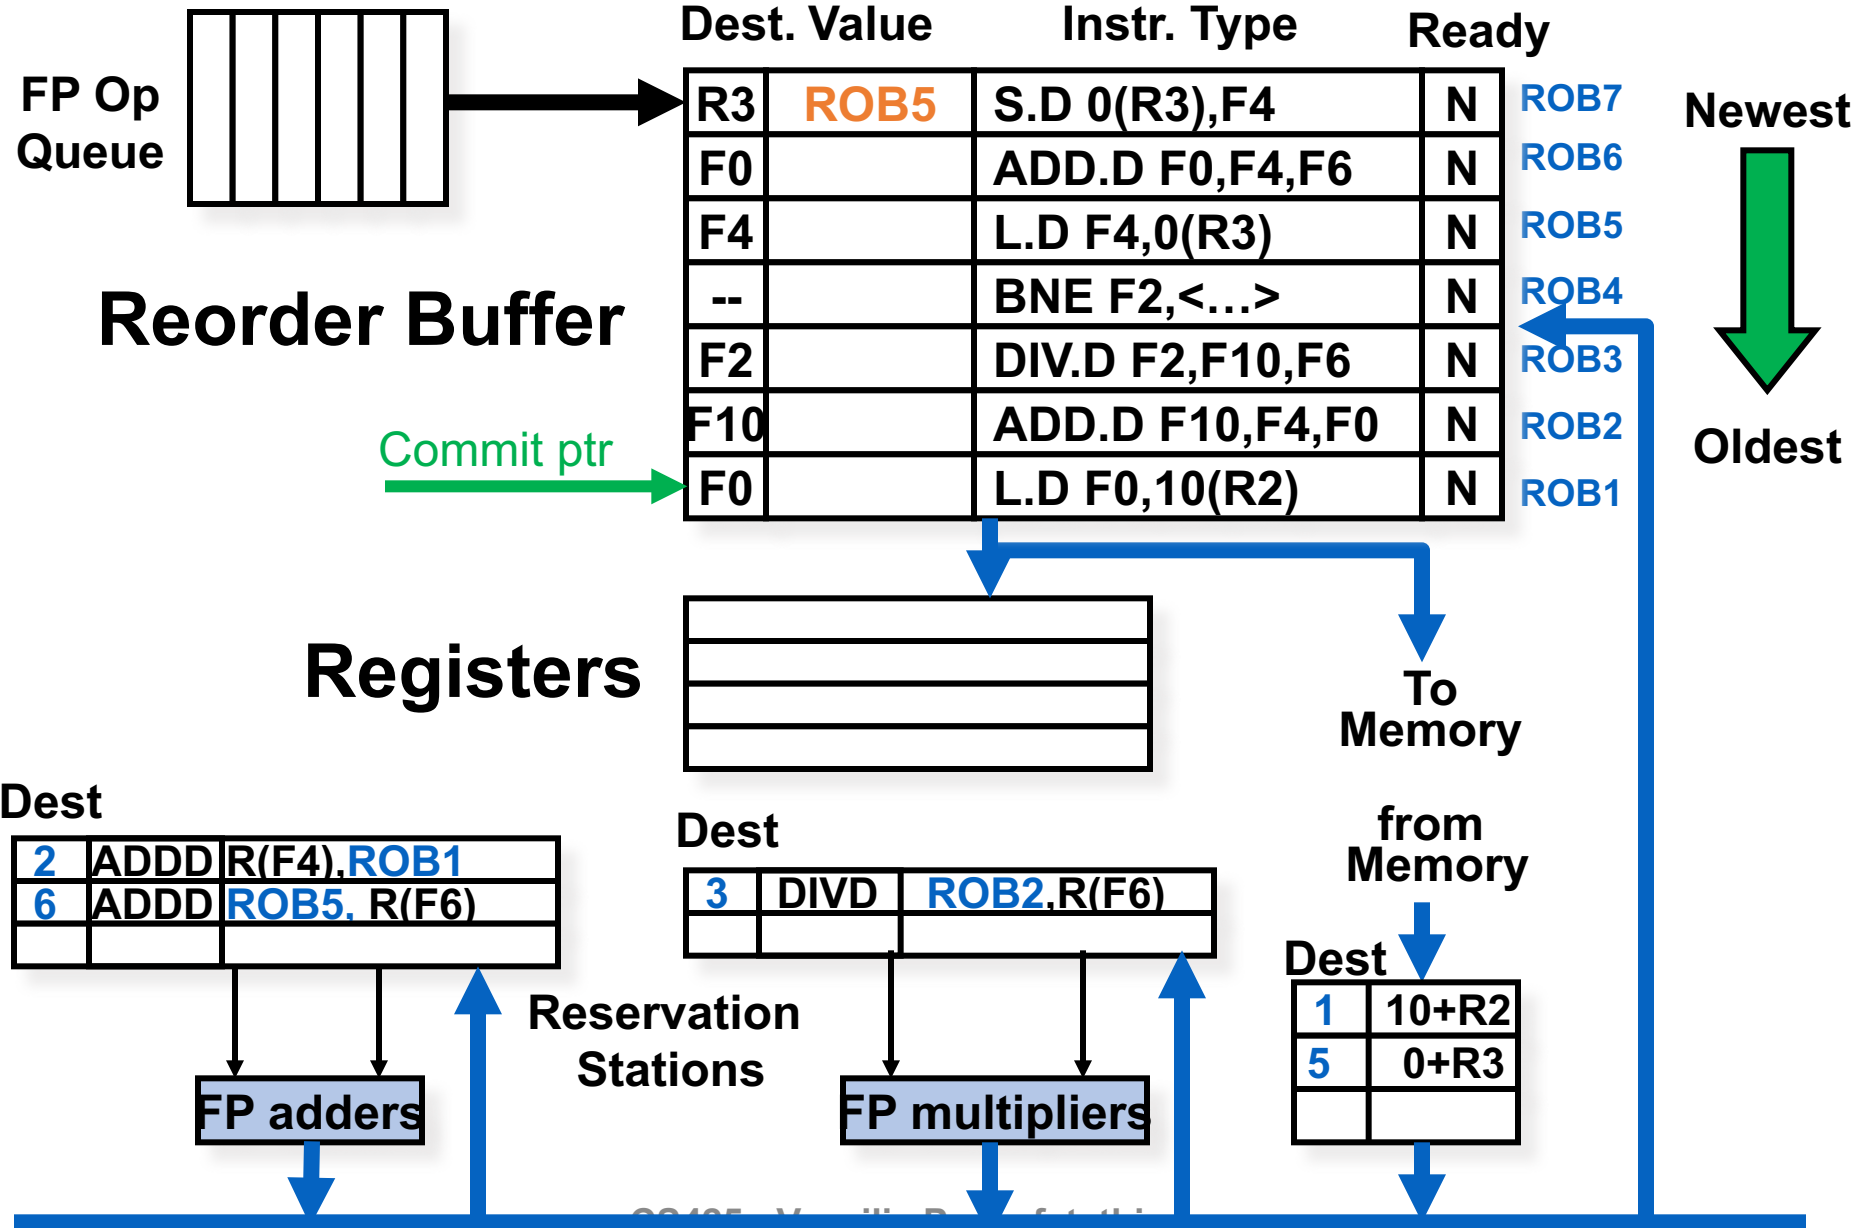 Dest. Value Instr. Type Ready
FP Op
Queue
R3 ROB5 S.D 0(R3),F4 N ROB7
Newest
F0 ADD.D F0,F4,F6 N ROB6
F4 L.D F4,0(R3) N ROB5
Reorder Buffer
-- BNE F2,<...> N ROB4
F2 DIV.D F2,F10,F6 N ROB3
F10 ADD.D F10,F4,F0 N ROB2
Oldest
Commit ptr
F0 L.D F0,10(R2) N ROB1
Registers
To
Memory
Dest
2 ADDD R(F4),ROB1
6 ADDD ROB5, R(F6)
Dest
3 DIVD ROB2,R(F6)
from
Memory
Dest
1 10+R2
5 0+R3
Reservation
Stations
FP adders
FP multipliers